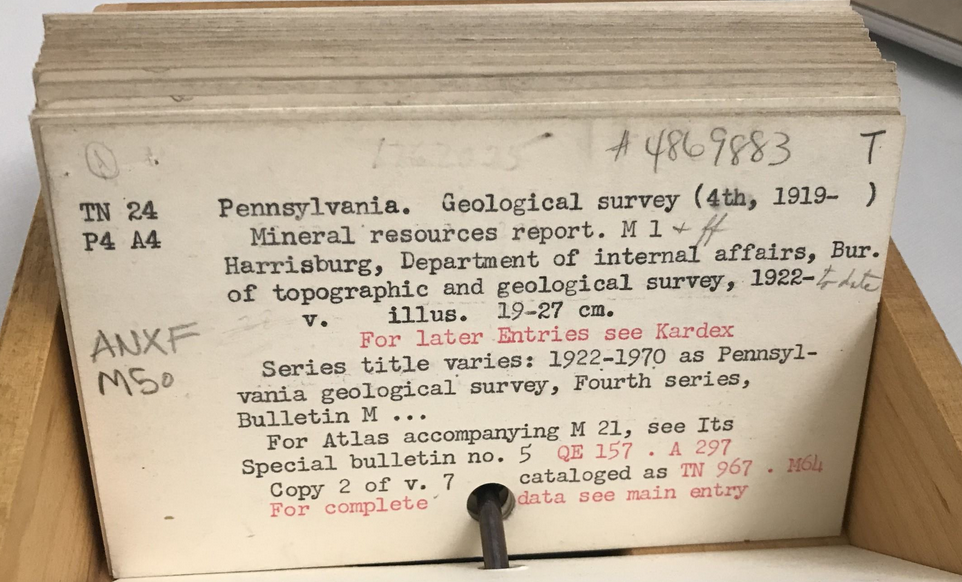 # 4869883 T
TN 24 Pennsylvania. Geological survey (4th, 1919- )
P4 A4 Mineral resources report. M 1 + ff
Harrisburg, Department of internal affairs, Bur.
of topographic and geological survey, 1922- to date
v. illus. 19-27 cm.
For later Entries see Kardex
ANXF
Series title varies: 1922-1970 as Pennsyl-
M50
vania geological survey, Fourth series,
Bulletin M ...
For Atlas accompanying M 21, see Its
Special bulletin no. 5 QE 157 . A 297
Copy 2 of v. 7 cataloged as TN 967 . M64
For complete data see main entry